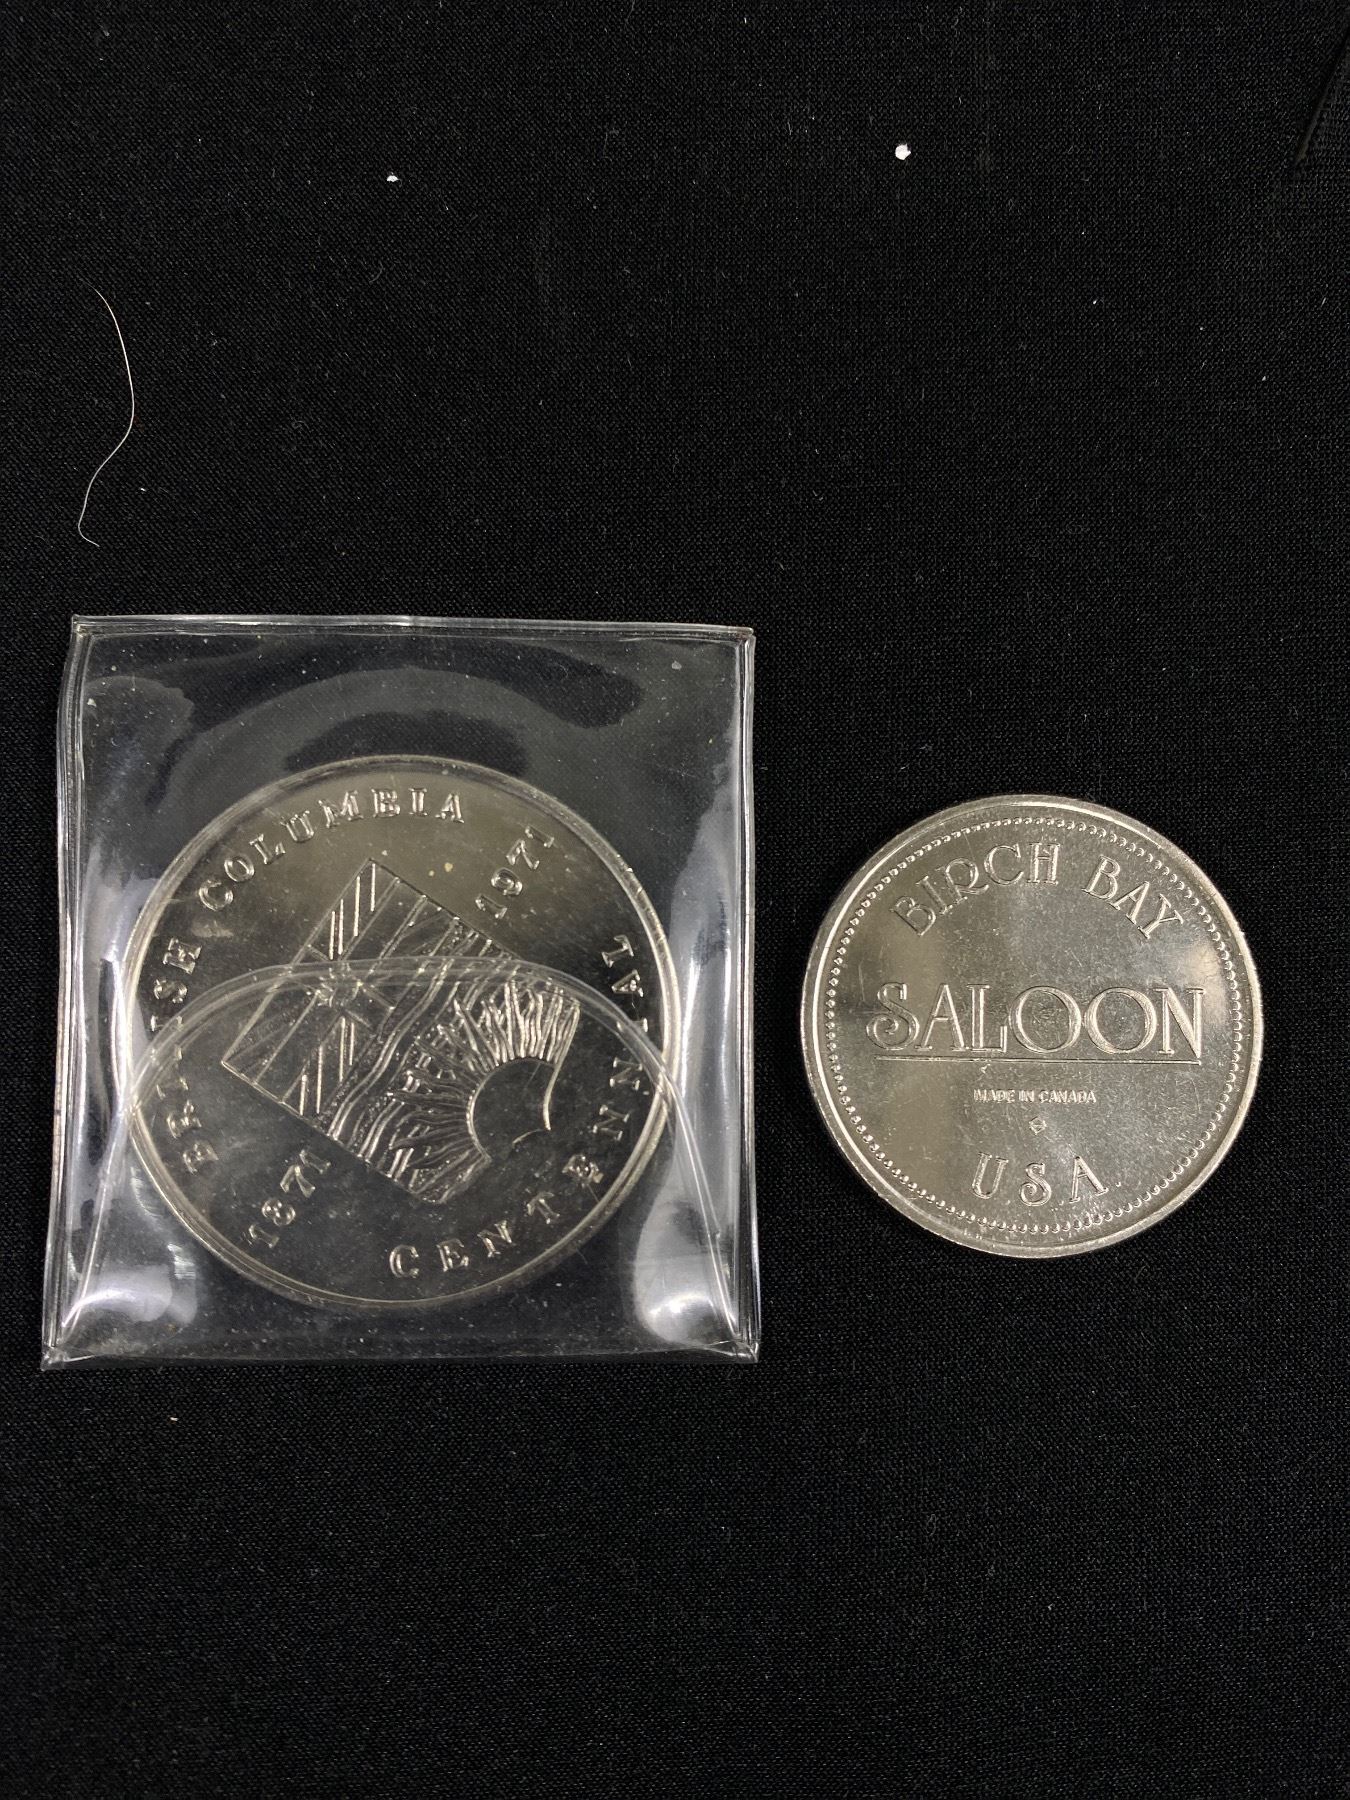 BRITISH COLUMBIA
1871 1971
CENTENNIAL
BIRCH BAY
SALOON
MADE IN CANADA
USA